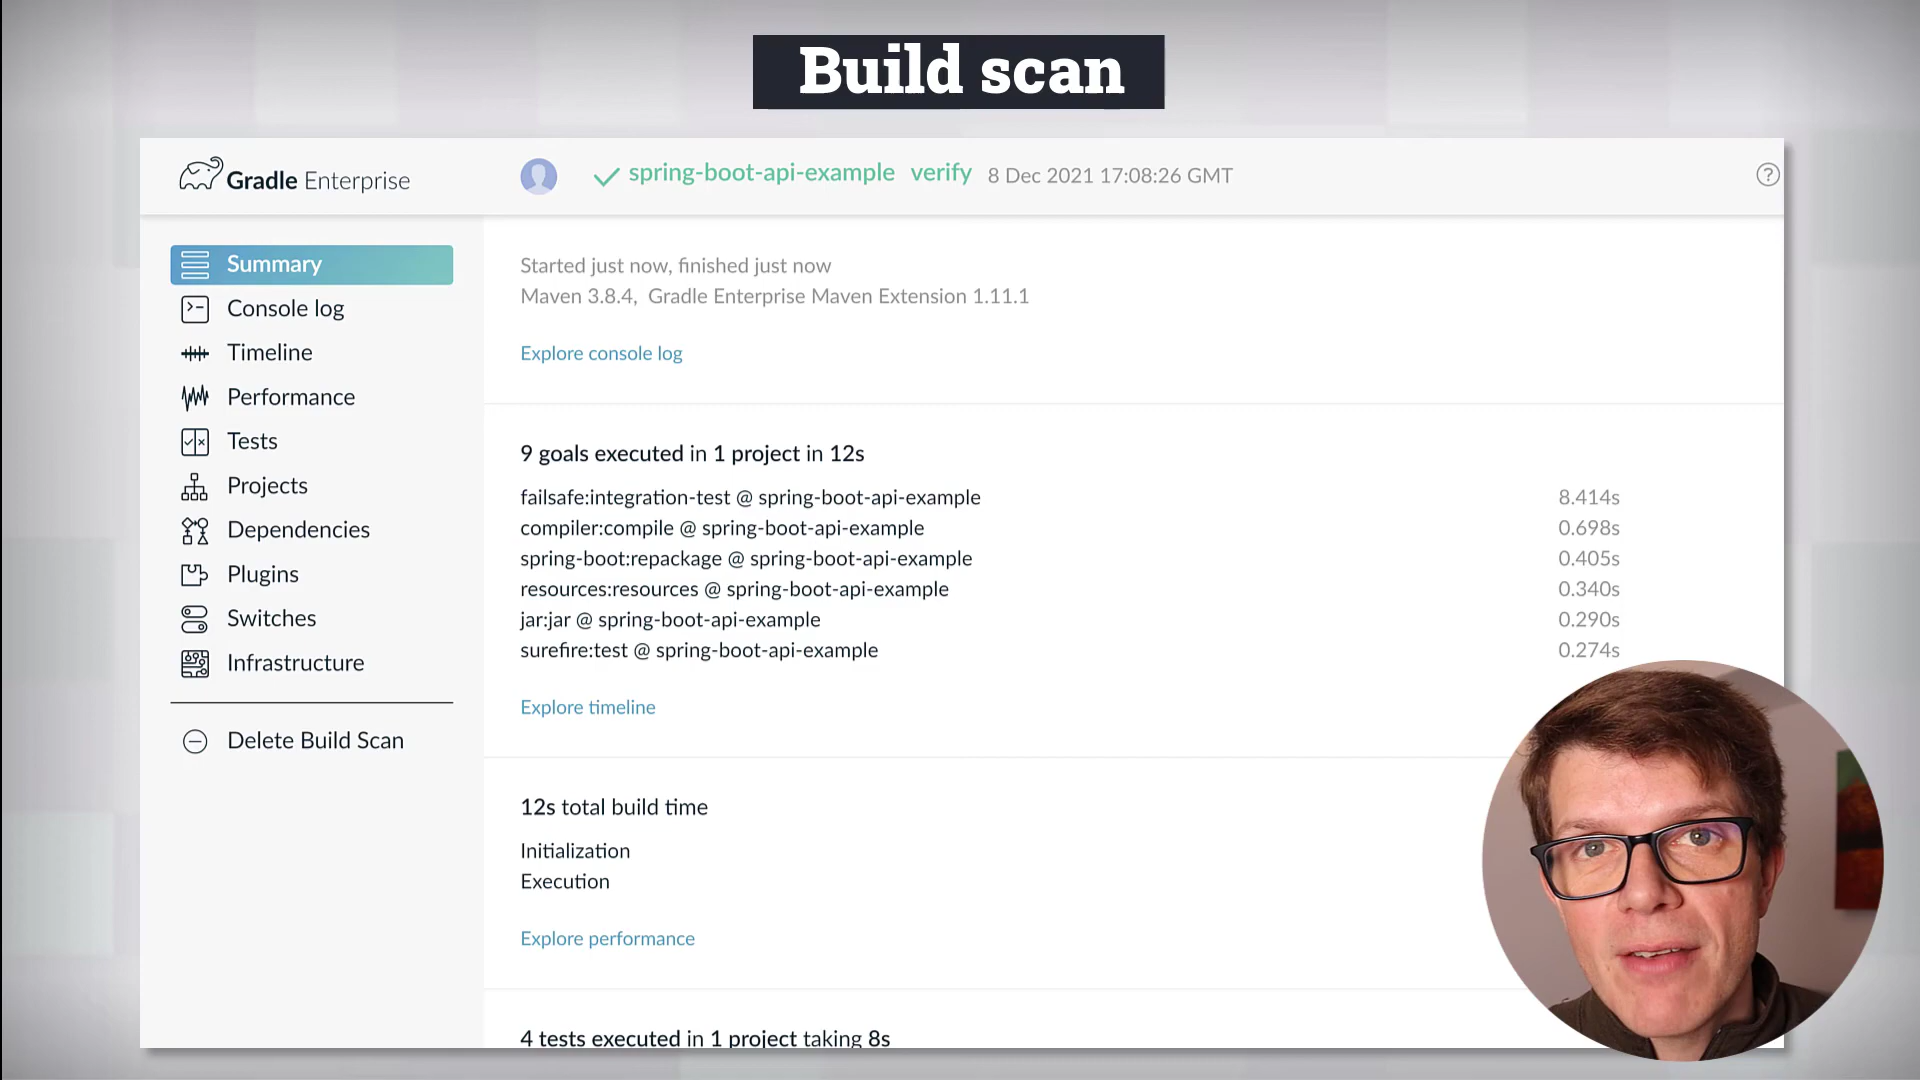 Build scan
Gradle Enterprise
spring-boot-api-example verify 8 Dec 2021 17:08:26 GMT
?
Summary
Console log
Timeline
Performance
Tests
Projects
Dependencies
Plugins
Switches
Infrastructure
Delete Build Scan
Started just now, finished just now
Maven 3.8.4, Gradle Enterprise Maven Extension 1.11.1
Explore console log
9 goals executed in 1 project in 12s
failsafe:integration-test @ spring-boot-api-example 8.414s
compiler:compile @ spring-boot-api-example 0.698s
spring-boot:repackage @ spring-boot-api-example 0.405s
resources:resources @ spring-boot-api-example 0.340s
jar:jar @ spring-boot-api-example 0.290s
surefire:test @ spring-boot-api-example 0.274s
Explore timeline
12s total build time
Initialization
Execution
Explore performance
4 tests executed in 1 project taking 8s